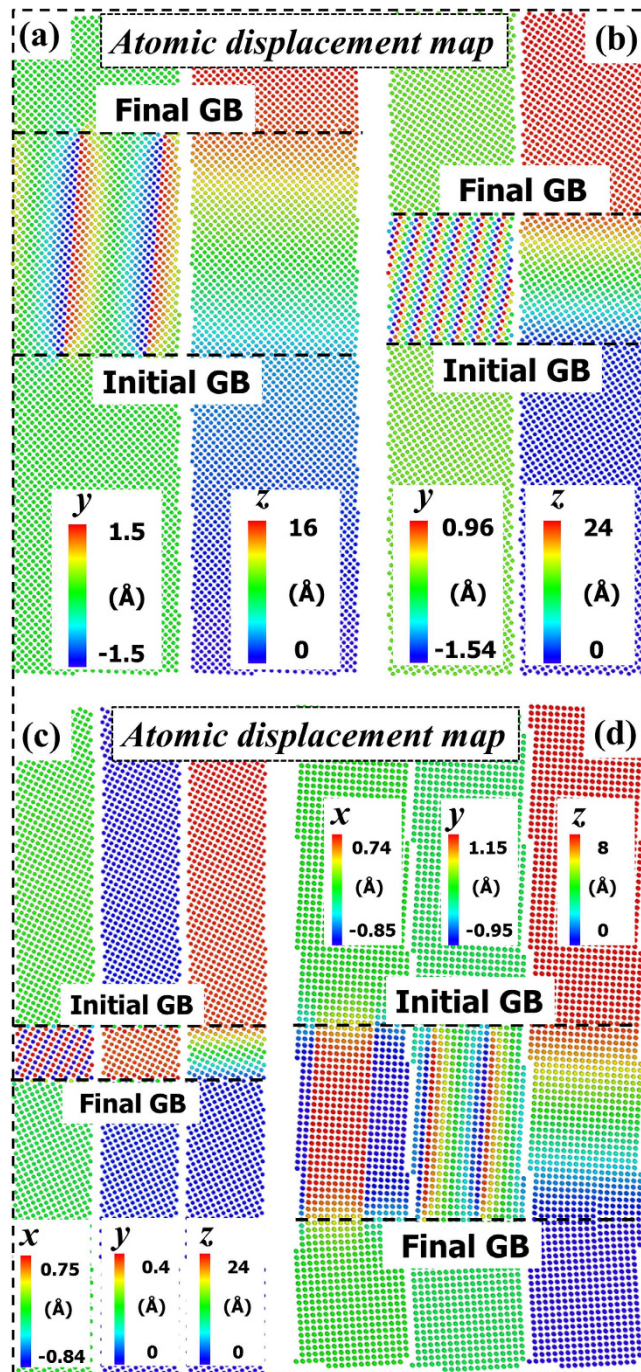 (a) Atomic displacement map (b)
Final GB
Final GB
Initial GB
Initial GB
y
1.5
(Å)
-1.5
z
16
(Å)
0
y
0.96
(Å)
-1.54
z
24
(Å)
0
(c) Atomic displacement map (d)
x
0.74
(Å)
-0.85
y
1.15
(Å)
-0.95
z
8
(Å)
0
Initial GB
Initial GB
Final GB
Final GB
x
0.75
(Å)
-0.84
y
0.4
(Å)
0
z
24
(Å)
0